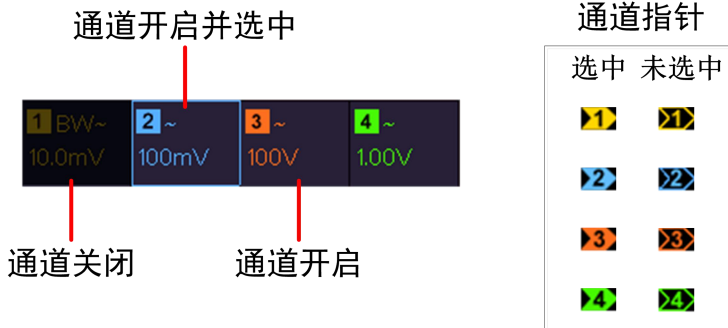 通道开启并选中
1 BW~
10.0mV
2 ~
100mV
3 ~
100V
4 ~
1.00V
通道关闭
通道开启
通道指针
选中 未选中
1 1
2 2
3 3
4 4